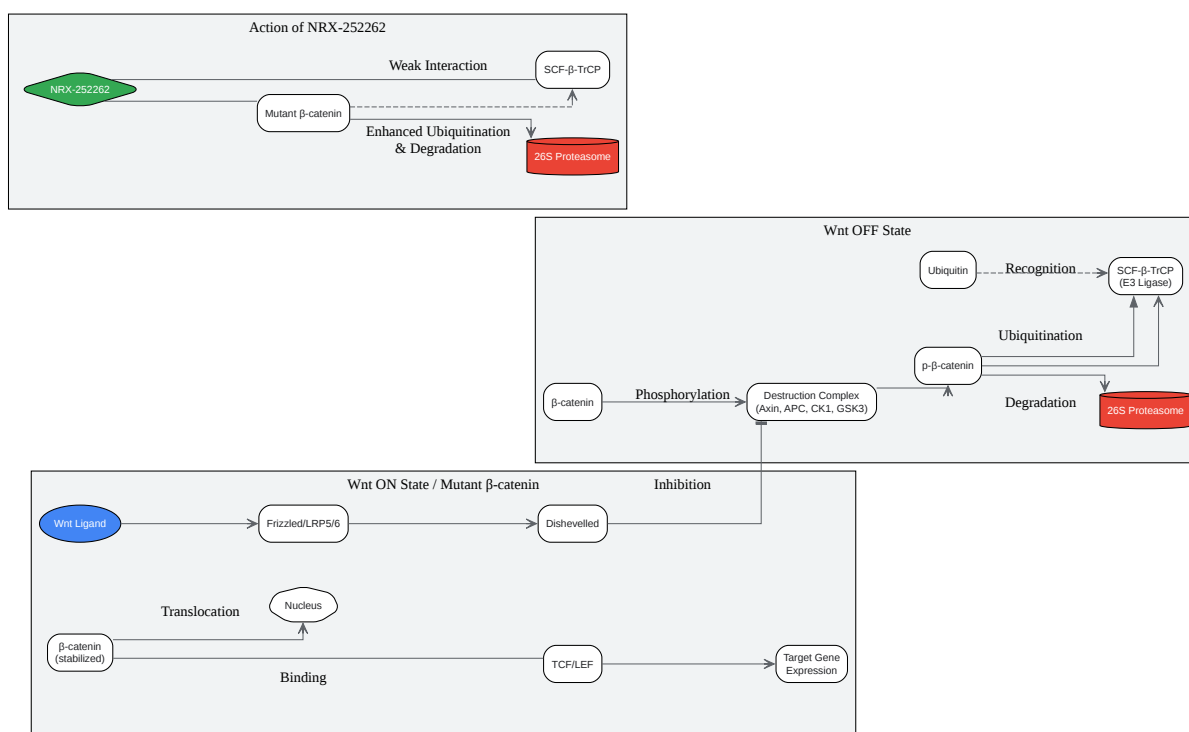 Action of NRX-252262
Weak Interaction
SCF-β-TrCP
NRX-252262
Mutant β-catenin
Enhanced Ubiquitination
& Degradation
26S Proteasome
Wnt OFF State
Ubiquitin
Recognition
SCF-β-TrCP
(E3 Ligase)
Ubiquitination
p-β-catenin
β-catenin
Phosphorylation
Destruction Complex
(Axin, APC, CK1, GSK3)
Degradation
26S Proteasome
Wnt ON State / Mutant β-catenin
Inhibition
Wnt Ligand
Frizzled/LRP5/6
Dishevelled
Translocation
Nucleus
β-catenin
(stabilized)
Binding
TCF/LEF
Target Gene
Expression